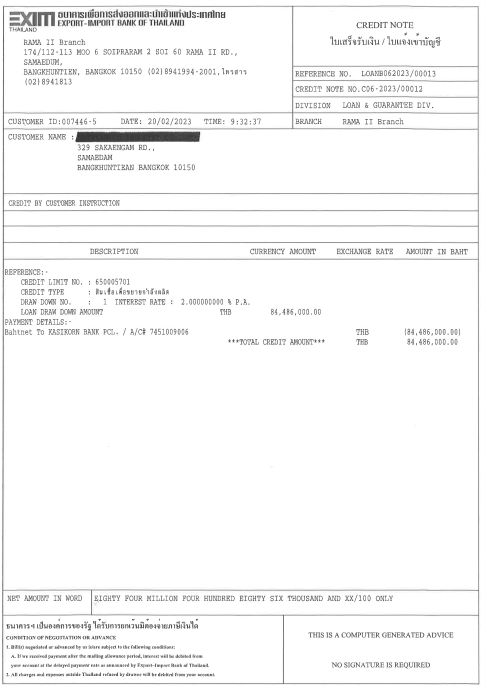 EXIM ธนาคารเพื่อการส่งออกและนำเข้าแห่งประเทศไทย
THAILAND EXPORT-IMPORT BANK OF THAILAND
RAMA II Branch
174/112-113 MOO 6 SOIPRARAM 2 SOI 60 RAMA II RD.,
SAMAEDUM,
BANGKHUNTIEN, BANGKOK 10150 (02)8941994-2001,โทรสาร
(02)8941813
CREDIT NOTE
ใบเสร็จรับเงิน / ใบแจ้งเข้าบัญชี
REFERENCE NO. LOANB062023/00013
CREDIT NOTE NO.C06-2023/00012
DIVISION LOAN & GUARANTEE DIV.
CUSTOMER ID:007446-5 DATE: 20/02/2023 TIME: 9:32:37 BRANCH RAMA II Branch
CUSTOMER NAME :
329 SAKAENGAM RD.,
SAMAEDAM
BANGKHUNTIEAN BANGKOK 10150
CREDIT BY CUSTOMER INSTRUCTION
DESCRIPTION CURRENCY AMOUNT EXCHANGE RATE AMOUNT IN BAHT
REFERENCE:-
CREDIT LIMIT NO. : 650005701
CREDIT TYPE : สินเชื่อเพื่อขยายกำลังผลิต
DRAW DOWN NO. : 1 INTEREST RATE : 2.000000000 % P.A.
LOAN DRAW DOWN AMOUNT THB 84,486,000.00
PAYMENT DETAILS:-
Bahtnet To KASIKORN BANK PCL. / A/C# 7451009006 THB (84,486,000.00)
***TOTAL CREDIT AMOUNT*** THB 84,486,000.00
NET AMOUNT IN WORD EIGHTY FOUR MILLION FOUR HUNDRED EIGHTY SIX THOUSAND AND XX/100 ONLY
ธนาคารฯ เป็นองค์การของรัฐ ได้รับการยกเว้นมิต้องจ่ายภาษีเงินได้
CONDITION OF NEGOTIATION OR ADVANCE
1. Bill(s) negotiated or advanced by us is/are subject to the following conditions:
A. If we received payment after the mailing allowance period, interest will be deducted from
your account at the delayed payment rate as announced by Export-Import Bank of Thailand.
2. All charges and expenses outside Thailand refused by drawee will be deducted from your account.
THIS IS A COMPUTER GENERATED ADVICE
NO SIGNATURE IS REQUIRED